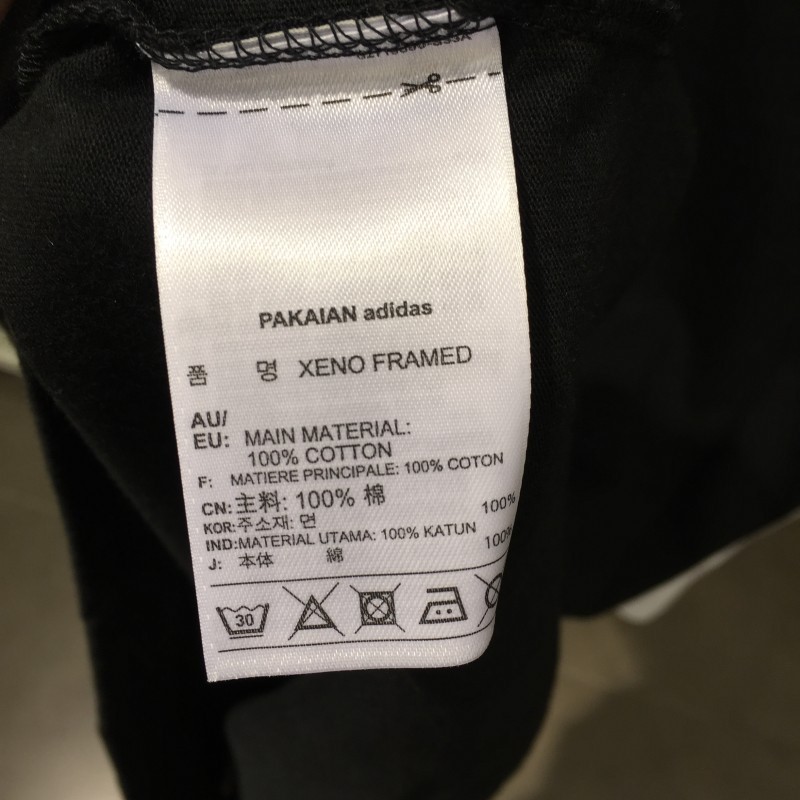 PAKAIAN adidas
품 명 XENO FRAMED
AU/
EU: MAIN MATERIAL:
100% COTTON
F: MATIERE PRINCIPALE: 100% COTON
CN: 主料: 100% 棉
KOR: 주소재: 면 100%
IND: MATERIAL UTAMA: 100% KATUN
J: 本体 綿 100%
30